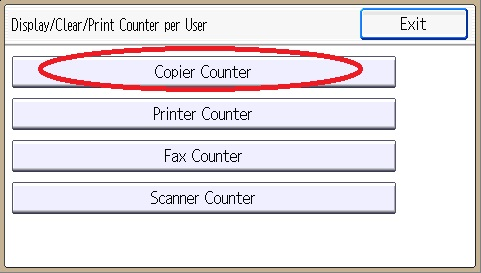 Display/Clear/Print Counter per User
Exit
Copier Counter
Printer Counter
Fax Counter
Scanner Counter